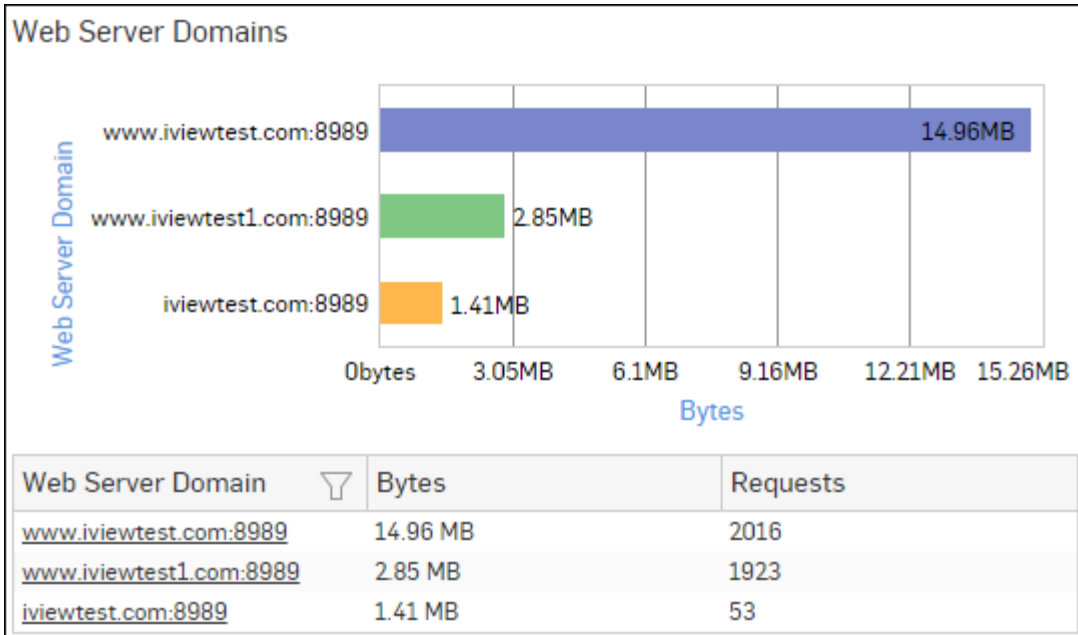 Web Server Domains
Web Server Domain
www.iviewtest.com:8989
14.96MB
www.iviewtest1.com:8989
2.85MB
iviewtest.com:8989
1.41MB
0bytes 3.05MB 6.1MB 9.16MB 12.21MB 15.26MB
Bytes
Web Server Domain Bytes Requests
www.iviewtest.com:8989 14.96 MB 2016
www.iviewtest1.com:8989 2.85 MB 1923
iviewtest.com:8989 1.41 MB 53